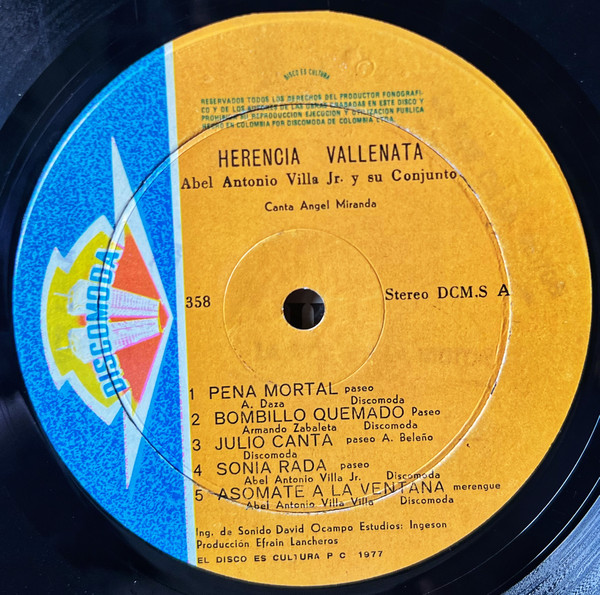 DISCO ES CULTURA
RESERVADOS TODOS LOS DERECHOS DEL PRODUCTOR FONOGRAFI-
CO Y DE LOS AUTORES DE LAS OBRAS GRABADAS EN ESTE DISCO Y
PROHIBIDA SU REPRODUCCION EJECUCION Y UTILIZACION PUBLICA
HECHO EN COLOMBIA POR DISCOMODA DE COLOMBIA LTDA.
HERENCIA VALLENATA
Abel Antonio Villa Jr. y su Conjunto
Canta Angel Miranda
DISCOMODA
358 Stereo DCM.S A
1 PENA MORTAL paseo
A. Daza Discomoda
2 BOMBILLO QUEMADO Paseo
Armando Zabaleta Discomoda
3 JULIO CANTA paseo A. Beleño
Discomoda
4 SONIA RADA paseo
Abel Antonio Villa Jr. Discomoda
5 ASOMATE A LA VENTANA merengue
Abel Antonio Villa Villa Discomoda
Ing. de Sonido David Ocampo Estudios: Ingeson
Producción Efrain Lancheros
EL DISCO ES CULTURA P C 1977